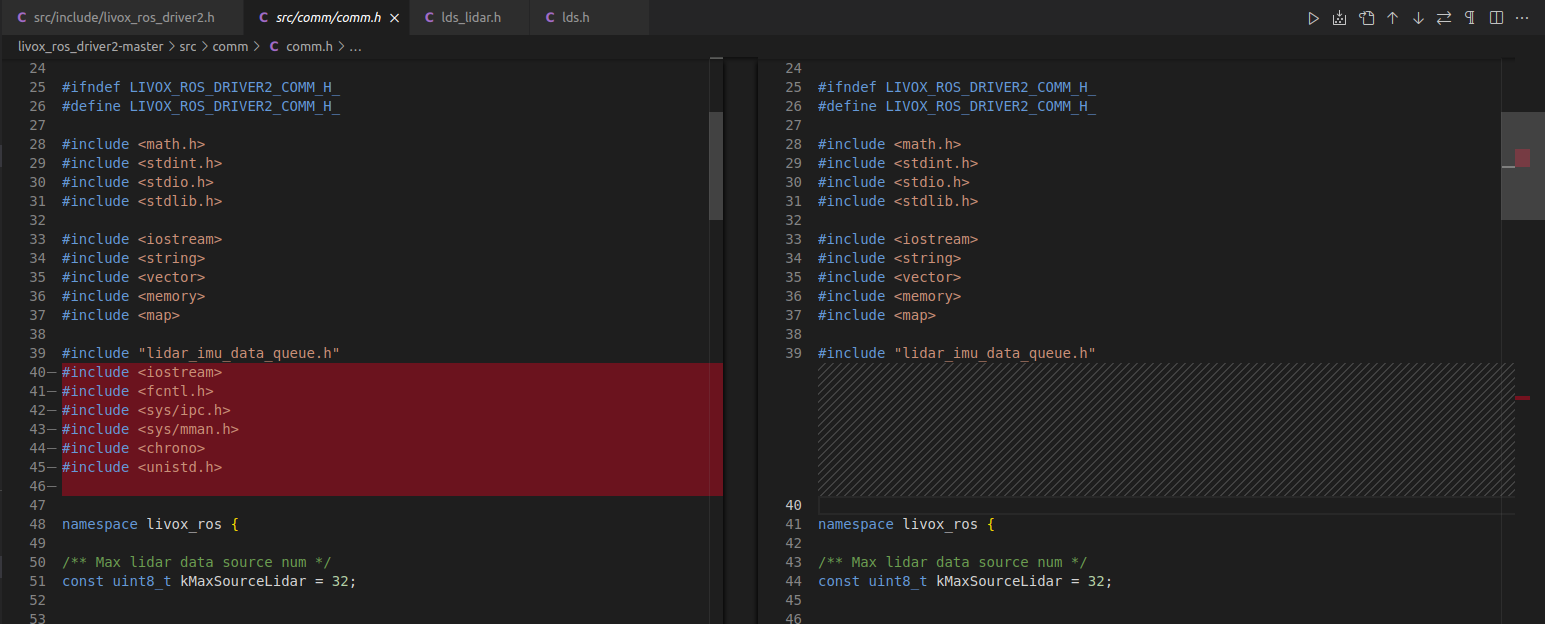 C src/include/livox_ros_driver2.h C src/comm/comm.h × C lds_lidar.h C lds.h
livox_ros_driver2-master > src > comm > C comm.h > ...
24
25 #ifndef LIVOX_ROS_DRIVER2_COMM_H_
26 #define LIVOX_ROS_DRIVER2_COMM_H_
27
28 #include <math.h>
29 #include <stdint.h>
30 #include <stdio.h>
31 #include <stdlib.h>
32
33 #include <iostream>
34 #include <string>
35 #include <vector>
36 #include <memory>
37 #include <map>
38
39 #include "lidar_imu_data_queue.h"
40− #include <iostream>
41− #include <fcntl.h>
42− #include <sys/ipc.h>
43− #include <sys/mman.h>
44− #include <chrono>
45− #include <unistd.h>
46−
47
48 namespace livox_ros {
49
50 /** Max lidar data source num */
51 const uint8_t kMaxSourceLidar = 32;
52
53
24
25 #ifndef LIVOX_ROS_DRIVER2_COMM_H_
26 #define LIVOX_ROS_DRIVER2_COMM_H_
27
28 #include <math.h>
29 #include <stdint.h>
30 #include <stdio.h>
31 #include <stdlib.h>
32
33 #include <iostream>
34 #include <string>
35 #include <vector>
36 #include <memory>
37 #include <map>
38
39 #include "lidar_imu_data_queue.h"
40
41 namespace livox_ros {
42
43 /** Max lidar data source num */
44 const uint8_t kMaxSourceLidar = 32;
45
46